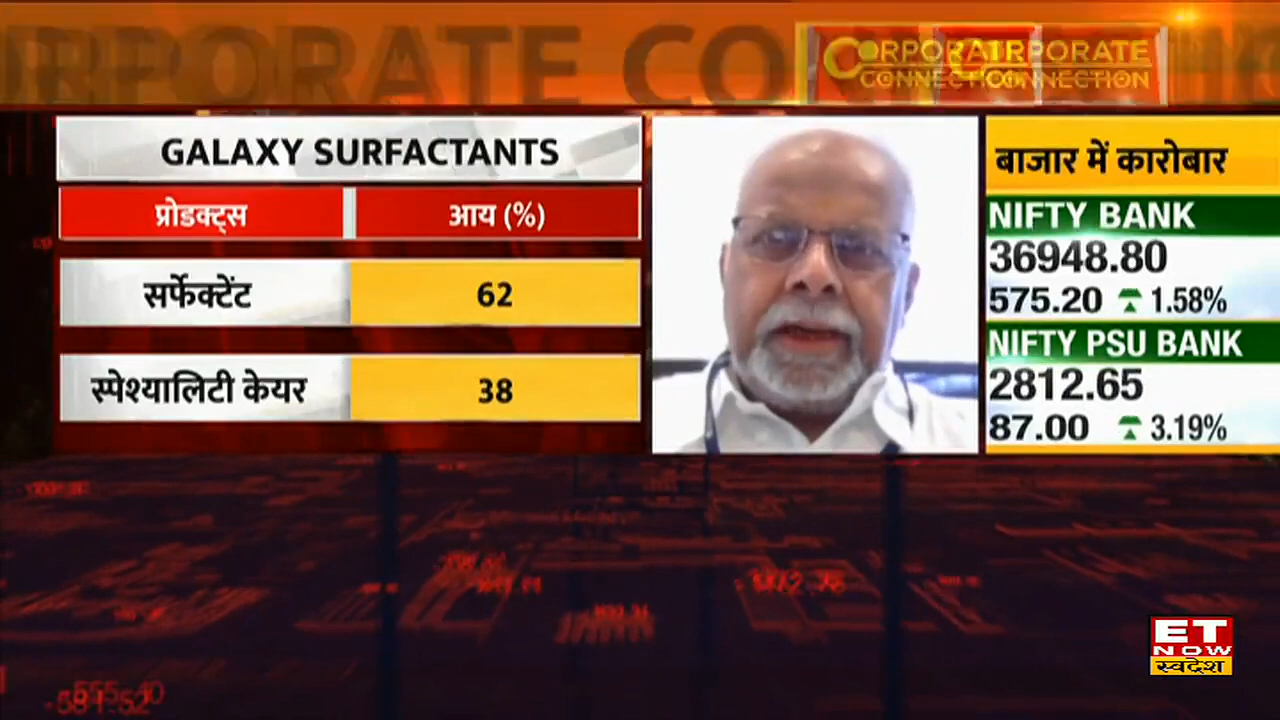 CORPORATE
CONNECTION
GALAXY SURFACTANTS
प्रोडक्ट्स
आय (%)
सर्फेक्टेंट
62
स्पेश्यालिटी केयर
38
बाजार में कारोबार
NIFTY BANK
36948.80
575.20 1.58%
NIFTY PSU BANK
2812.65
87.00 3.19%
ET
NOW
स्वदेश